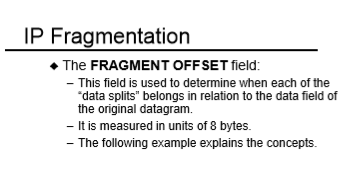 IP Fragmentation
◆ The FRAGMENT OFFSET field:
– This field is used to determine when each of the
"data splits" belongs in relation to the data field of
the original datagram.
– It is measured in units of 8 bytes.
– The following example explains the concepts.